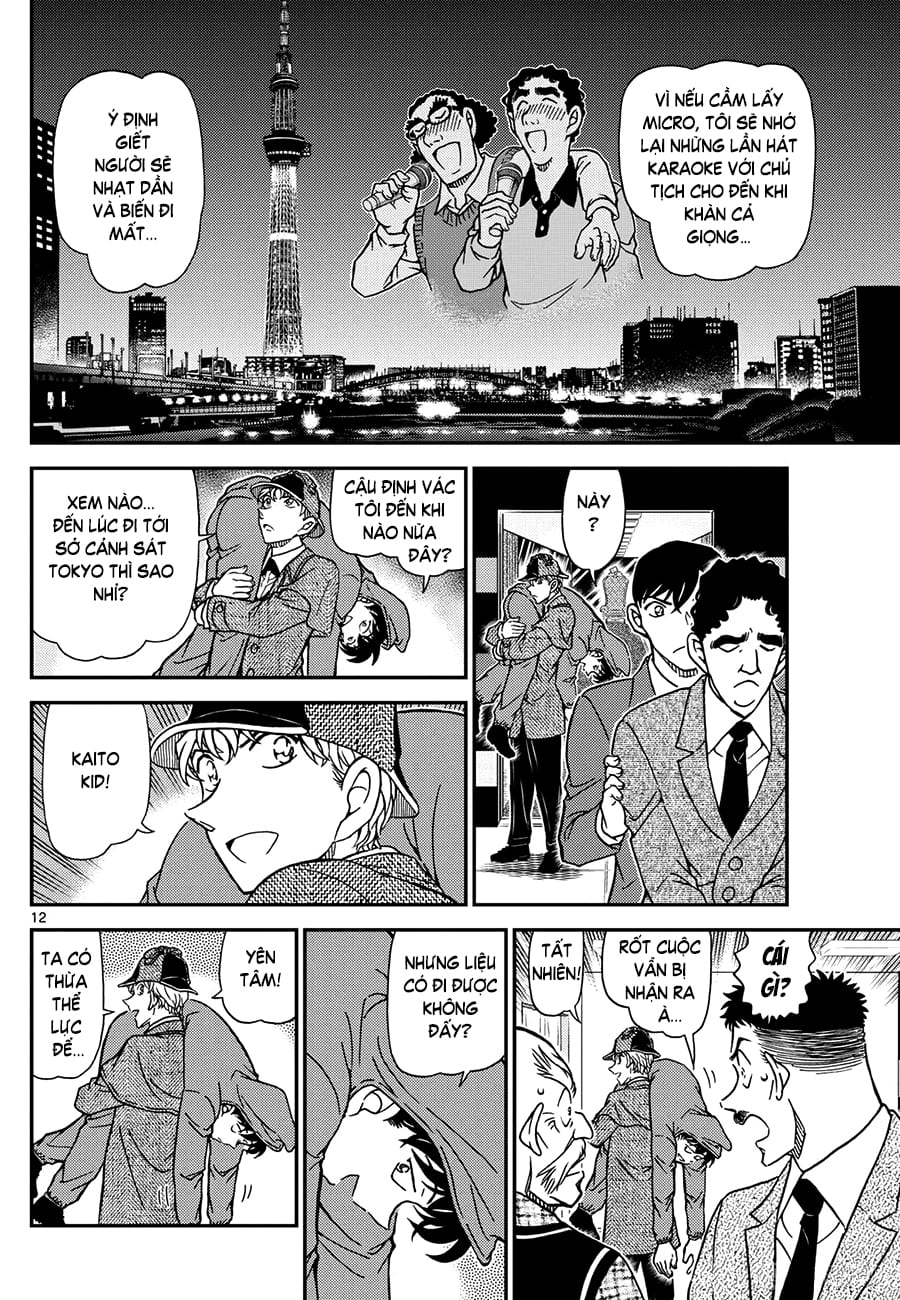 VÌ NẾU CẦM LẤY
MICRO, TÔI SẼ NHỚ
LẠI NHỮNG LẦN HÁT
KARAOKE VỚI CHỦ
TỊCH CHO ĐẾN KHI
KHÀN CẢ
GIỌNG...
Ý ĐỊNH
GIẾT
NGƯỜI SẼ
NHẠT DẦN
VÀ BIẾN ĐI
MẤT...
NÀY
?
CẬU ĐỊNH VÁC
TÔI ĐẾN KHI
NÀO NỮA
ĐÂY?
XEM NÀO...
ĐẾN LÚC ĐI TỚI
SỞ CẢNH SÁT
TOKYO THÌ SAO
NHỈ?
KAITO
KID!
12
CÁI
GÌ?
RỐT CUỘC
VẪN BỊ
NHẬN RA
À...
TẤT
NHIÊN!
NHƯNG LIỆU
CÓ ĐI ĐƯỢC
KHÔNG
ĐẤY?
YÊN
TÂM!
TA CÓ
THỪA
THỂ
LỰC
ĐỂ...